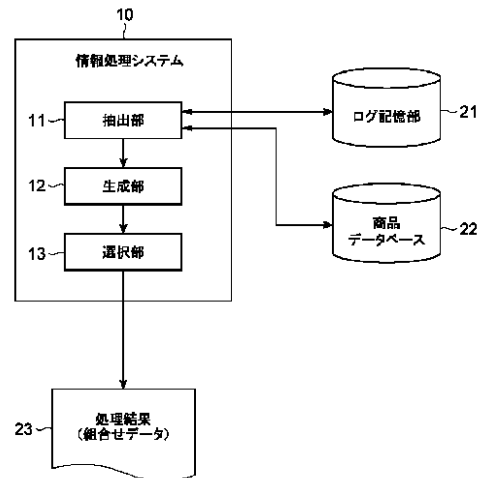 10
情報処理システム
11
抽出部
12
生成部
13
選択部
ログ記憶部
21
商品
データベース
22
23
処理結果
(組合せデータ)